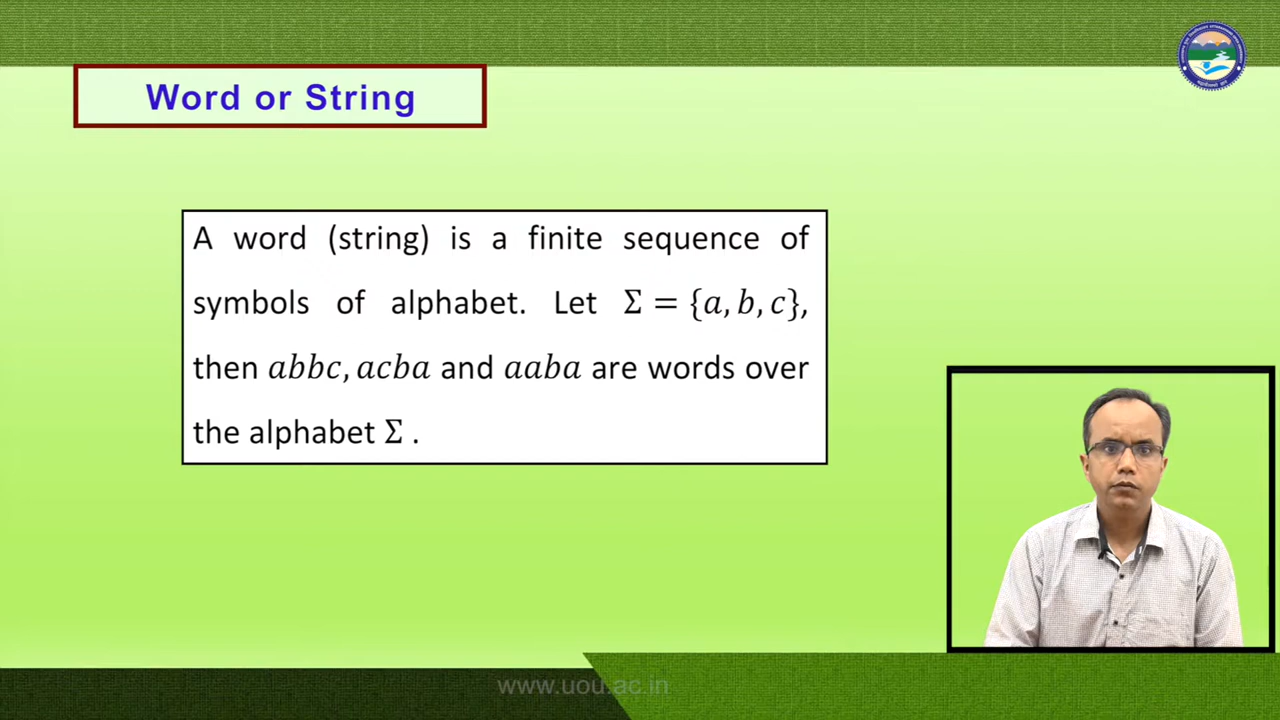 Word or String
A word (string) is a finite sequence of
symbols of alphabet. Let Σ = {a, b, c},
then abbc, acba and aaba are words over
the alphabet Σ .
www.uou.ac.in